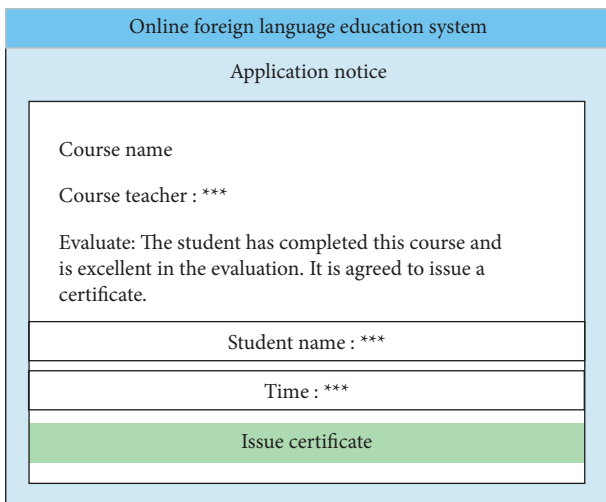 Online foreign language education system
Application notice
Course name
Course teacher : ***
Evaluate: The student has completed this course and
is excellent in the evaluation. It is agreed to issue a
certificate.
Student name : ***
Time : ***
Issue certificate